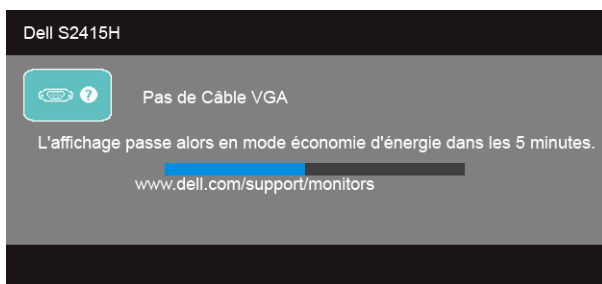 Dell S2415H
Pas de Câble VGA
L'affichage passe alors en mode économie d'énergie dans les 5 minutes.
www.dell.com/support/monitors